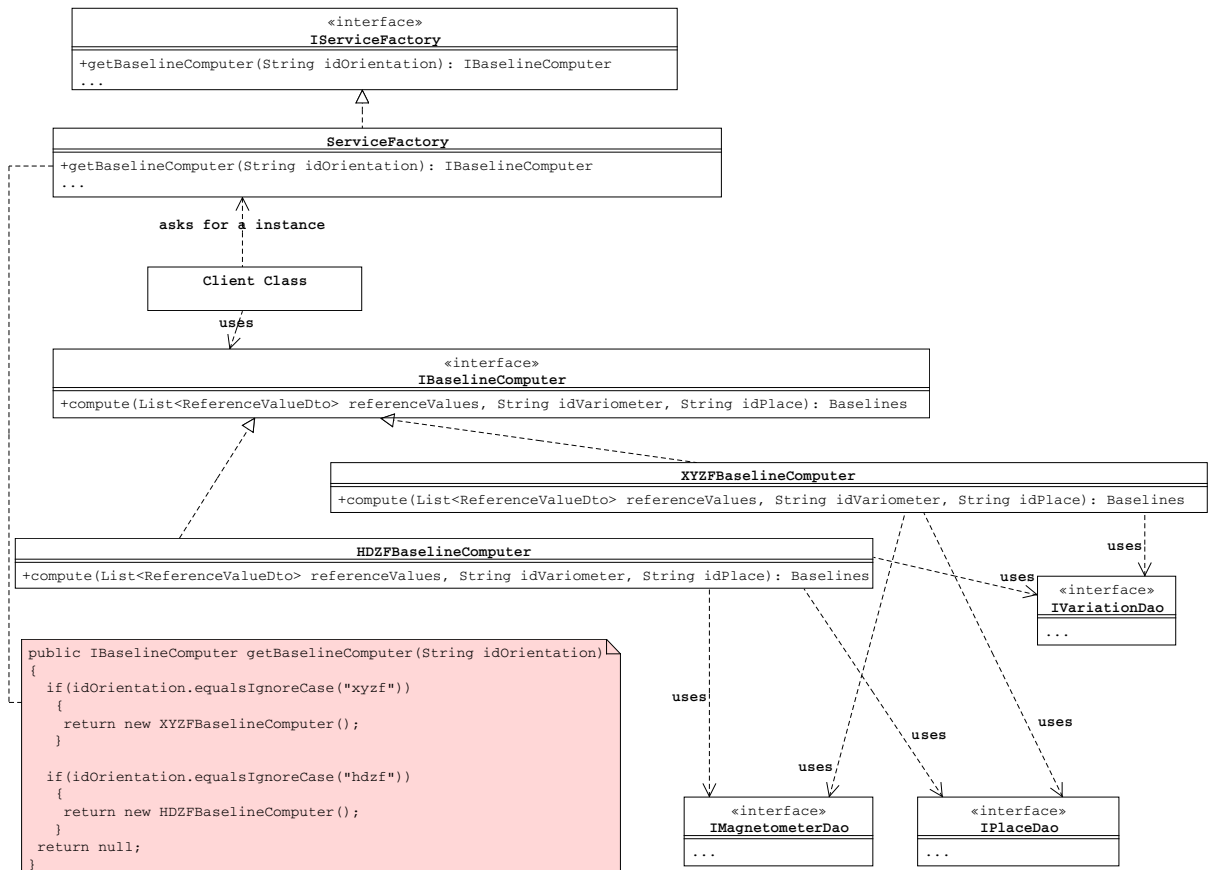 «interface»
IServiceFactory
+getBaselineComputer(String idOrientation): IBaselineComputer
...
ServiceFactory
+getBaselineComputer(String idOrientation): IBaselineComputer
...
asks for a instance
Client Class
uses
«interface»
IBaselineComputer
+compute(List<ReferenceValueDto> referenceValues, String idVariometer, String idPlace): Baselines
XYZFBaselineComputer
+compute(List<ReferenceValueDto> referenceValues, String idVariometer, String idPlace): Baselines
HDZFBaselineComputer
+compute(List<ReferenceValueDto> referenceValues, String idVariometer, String idPlace): Baselines
uses
uses
«interface»
IVariationDao
...
public IBaselineComputer getBaselineComputer(String idOrientation)
{
if(idOrientation.equalsIgnoreCase("xyzf"))
{
return new XYZFBaselineComputer();
}
if(idOrientation.equalsIgnoreCase("hdzf"))
{
return new HDZFBaselineComputer();
}
return null;
}
uses
uses
uses
uses
«interface»
IMagnetometerDao
...
«interface»
IPlaceDao
...